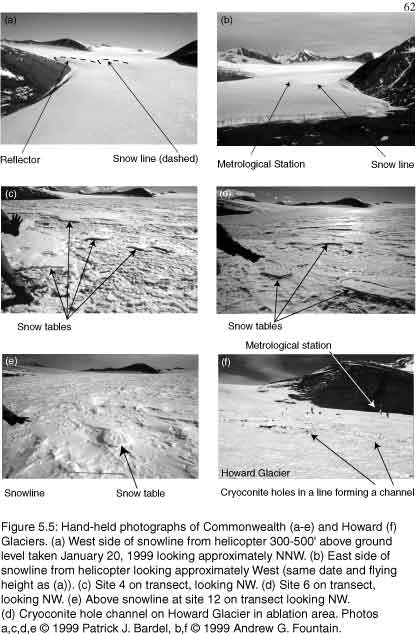 62
(a)
(b)
Reflector
Snow line (dashed)
Metrological Station
Snow line
(c)
(d)
Snow tables
Snow tables
Metrological station
(e)
(f)
Howard Glacier
Snowline
Snow table
Cryoconite holes in a line forming a channel
Figure 5.5: Hand-held photographs of Commonwealth (a-e) and Howard (f)
Glaciers. (a) West side of snowline from helicopter 300-500' above ground
level taken January 20, 1999 looking approximately NNW. (b) East side of
snowline from helicopter looking approximately West (same date and flying
height as (a)). (c) Site 4 on transect, looking NW. (d) Site 6 on transect,
looking NW. (e) Above snowline at site 12 on transect looking NW.
(d) Cryoconite hole channel on Howard Glacier in ablation area. Photos
a,c,d,e © 1999 Patrick J. Bardel, b,f © 1999 Andrew G. Fountain.